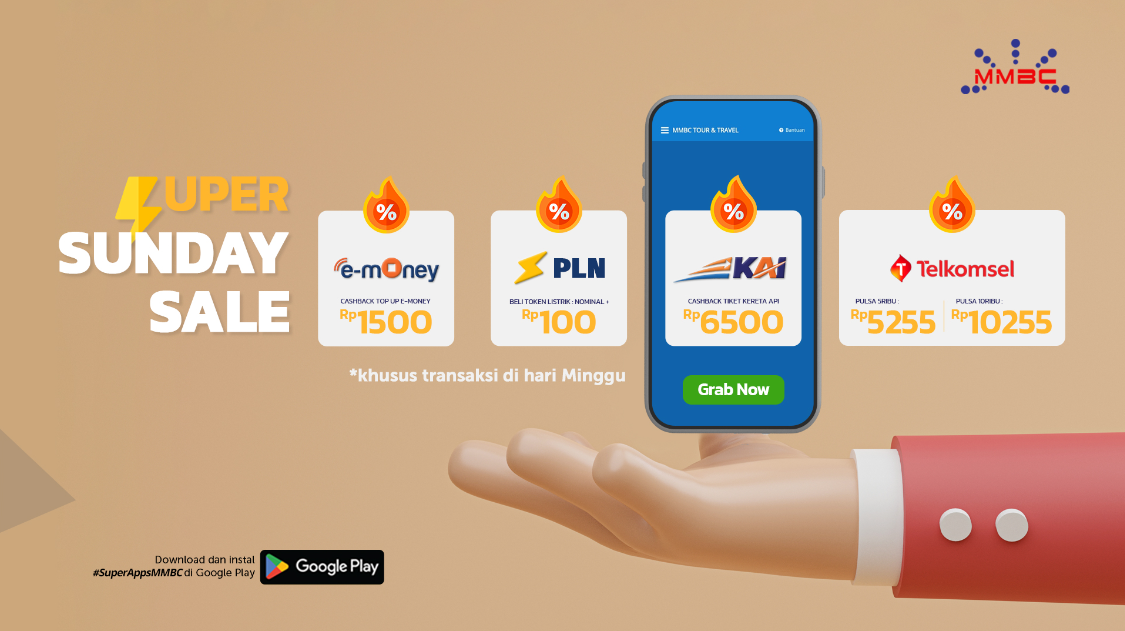 MMBC
UPER
SUNDAY
SALE
MMBC TOUR & TRAVEL
Bantuan
%
e-money
CASHBACK TOP UP E-MONEY
Rp1500
%
PLN
BELI TOKEN LISTRIK : NOMINAL +
Rp100
%
KAI
CASHBACK TIKET KERETA API
Rp6500
%
T
Telkomsel
PULSA 5RIBU :
Rp5255
PULSA 10RIBU :
Rp10255
*khusus transaksi di hari Minggu
Grab Now
Download dan instal
#SuperAppsMMBC di Google Play
Google Play